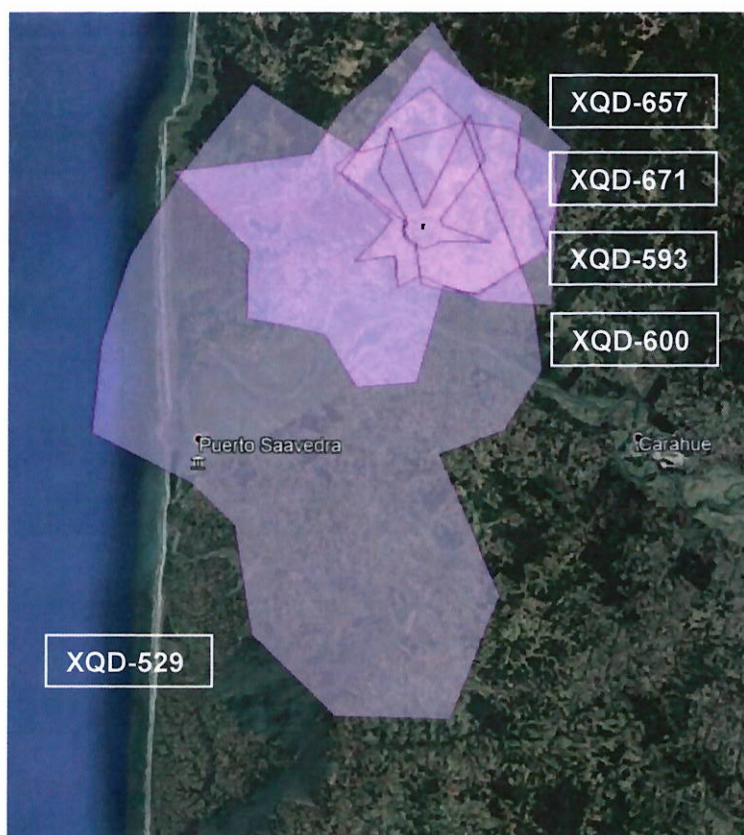 XQD-657
XQD-671
XQD-593
XQD-600
Puerto Saavedra
Carahue
XQD-529